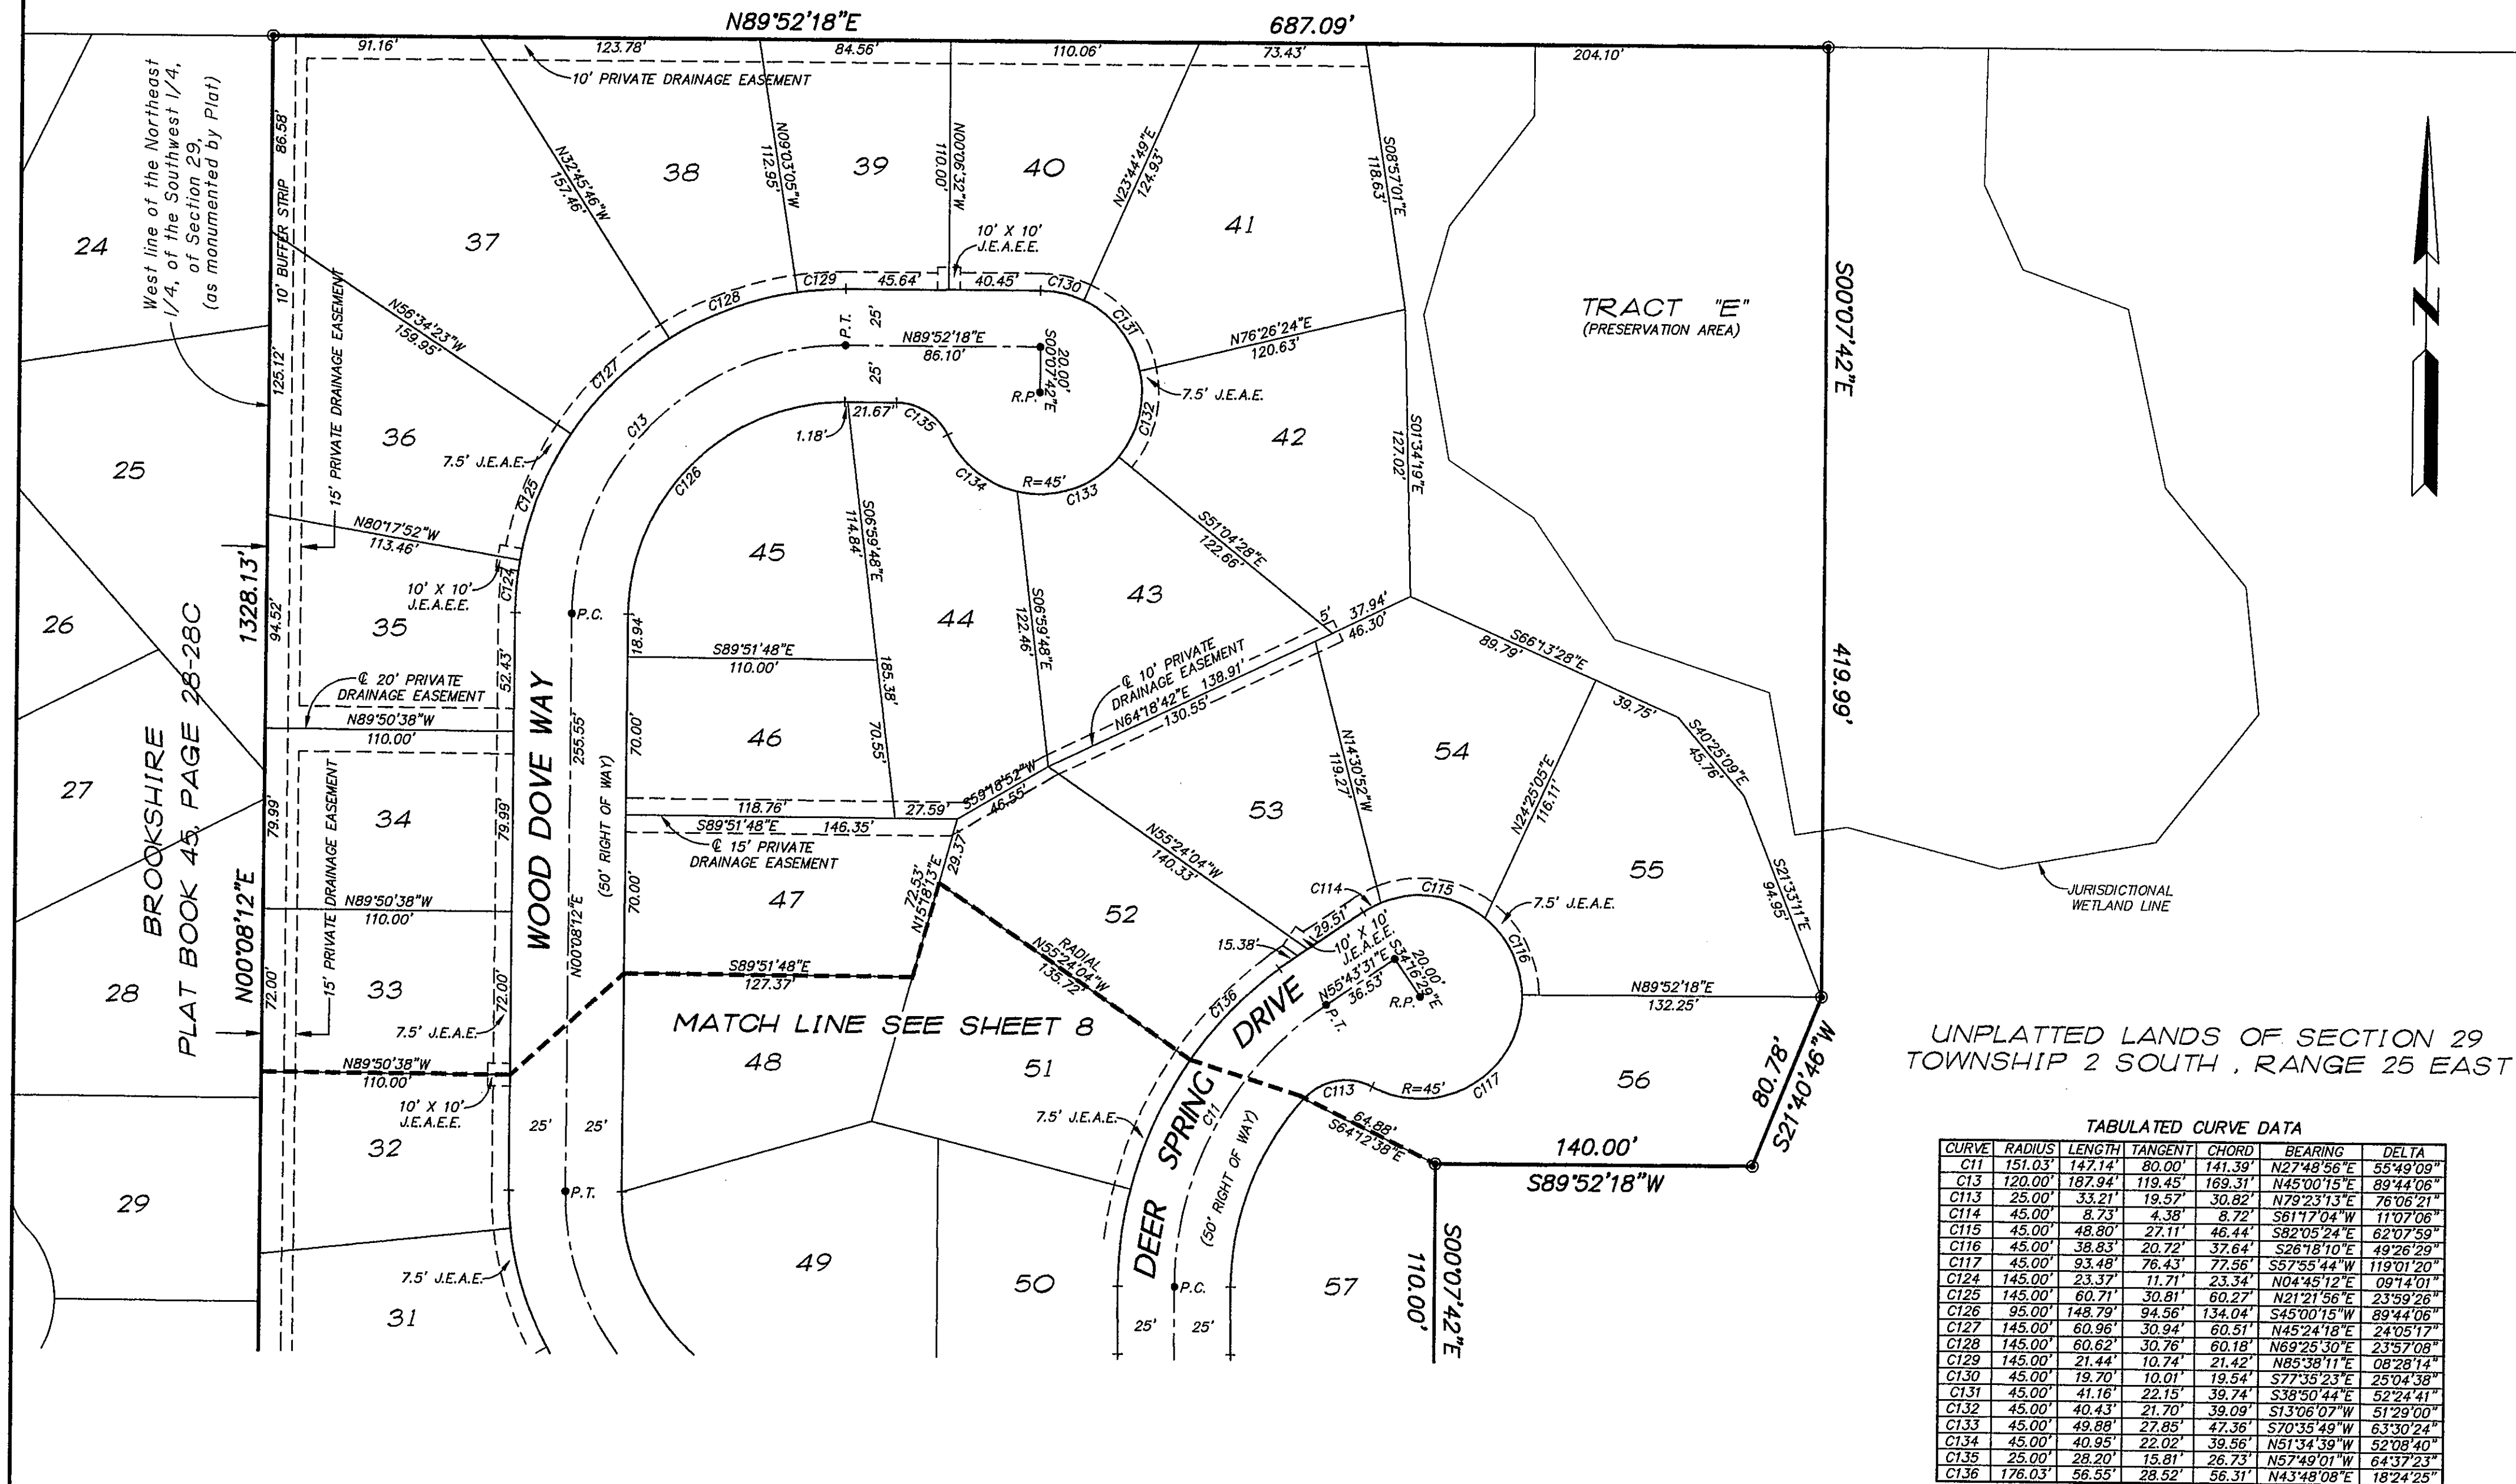 N89°52'18"E
687.09'
91.16'
123.78'
84.56'
110.06'
73.43'
204.10'
10' PRIVATE DRAINAGE EASEMENT
West line of the Northeast
1/4, of the Southwest 1/4,
of Section 29,
(as monumented by Plat)
86.58'
10' BUFFER STRIP
125.12'
15' PRIVATE DRAINAGE EASEMENT
N32°45'46"W
157.46'
N09°03'05"W
112.95'
N00°06'32"W
110.00'
N23°44'49"E
124.93'
S08°57'01"E
118.63'
24
37
38
39
40
41
10' X 10'
J.E.A.E.E.
TRACT "E"
(PRESERVATION AREA)
S00°07'42"E
419.99'
N
C129
45.64'
40.45'
C130
C128
C131
C127
N56°34'23"W
159.95'
P.T.
25'
25'
N89°52'18"E
86.10'
S00°07'42"E
20.00'
R.P.
N76°26'24"E
120.63'
7.5' J.E.A.E.
C132
C13
21.67'
1.18'
C135
C134
R=45'
C133
C126
36
7.5' J.E.A.E.
C125
42
S01°34'19"E
127.02'
25
N80°17'52"W
113.46'
10' X 10'
J.E.A.E.E.
C124
P.C.
45
S06°59'48"E
114.84'
S51°04'28"E
122.66'
43
44
S06°59'48"E
122.46'
5'
37.94'
46.30'
26
1328.13'
94.52'
35
52.43'
18.94'
S89°51'48"E
110.00'
185.38'
70.55'
S66°13'28"E
89.79'
39.75'
℄ 20' PRIVATE
DRAINAGE EASEMENT
N89°50'38"W
110.00'
℄ 10' PRIVATE
DRAINAGE EASEMENT
N64°18'42"E 138.91'
130.55'
WOOD DOVE WAY
255.55'
(50' RIGHT OF WAY)
70.00'
46
S59°18'52"W
46.55'
N14°30'52"W
119.27'
54
N24°25'05"E
116.11'
S40°25'09"E
45.76'
BROOKSHIRE
PLAT BOOK 45, PAGE 28-28C
27
79.99'
34
79.99'
15' PRIVATE DRAINAGE EASEMENT
118.76'
27.59'
S89°51'48"E
146.35'
℄ 15' PRIVATE
DRAINAGE EASEMENT
29.37'
53
N55°24'04"W
140.33'
55
S21°33'11"E
94.95'
JURISDICTIONAL
WETLAND LINE
N89°50'38"W
110.00'
70.00'
47
72.53'
N15°18'13"E
52
C114
C115
29.51'
10' X 10'
J.E.A.E.E.
15.38'
7.5' J.E.A.E.
C116
28
N00°08'12"E
72.00'
33
7.5' J.E.A.E.
72.00'
N00°08'12"E
S89°51'48"E
127.37'
RADIAL
N55°24'04"W
135.72'
C136
N55°43'31"E
36.53'
S34°16'29"E
20.00'
R.P.
P.T.
N89°52'18"E
132.25'
MATCH LINE SEE SHEET 8
UNPLATTED LANDS OF SECTION 29
TOWNSHIP 2 SOUTH , RANGE 25 EAST
N89°50'38"W
110.00'
10' X 10'
J.E.A.E.E.
48
51
DEER SPRING DRIVE
C11
C113
R=45'
C117
56
80.78'
S21°40'46"W
7.5' J.E.A.E.
64.88'
S64°12'38"E
(50' RIGHT OF WAY)
140.00'
S89°52'18"W
32
25'
25'
P.T.
29
7.5' J.E.A.E.
31
49
50
P.C.
25'
25'
57
S00°07'42"E
110.00'
TABULATED CURVE DATA
CURVE RADIUS LENGTH TANGENT CHORD BEARING DELTA
C11 151.03' 147.14' 80.00' 141.39' N27°48'56"E 55°49'09"
C13 120.00' 187.94' 119.45' 169.31' N45°00'15"E 89°44'06"
C113 25.00' 33.21' 19.57' 30.82' N79°23'13"E 76°06'21"
C114 45.00' 8.73' 4.38' 8.72' S61°17'04"W 11°07'06"
C115 45.00' 48.80' 27.11' 46.44' S82°05'24"E 62°07'59"
C116 45.00' 38.83' 20.72' 37.64' S26°18'10"E 49°26'29"
C117 45.00' 93.48' 76.43' 77.56' S57°55'44"W 119°01'20"
C124 145.00' 23.37' 11.71' 23.34' N04°45'12"E 09°14'01"
C125 145.00' 60.71' 30.81' 60.27' N21°21'56"E 23°59'26"
C126 95.00' 148.79' 94.56' 134.04' S45°00'15"W 89°44'06"
C127 145.00' 60.96' 30.94' 60.51' N45°24'18"E 24°05'17"
C128 145.00' 60.62' 30.76' 60.18' N69°25'30"E 23°57'08"
C129 145.00' 21.44' 10.74' 21.42' N85°38'11"E 08°28'14"
C130 45.00' 19.70' 10.01' 19.54' S77°35'23"E 25°04'38"
C131 45.00' 41.16' 22.15' 39.74' S38°50'44"E 52°24'41"
C132 45.00' 40.43' 21.70' 39.09' S13°06'07"W 51°29'00"
C133 45.00' 49.88' 27.85' 47.36' S70°35'49"W 63°30'24"
C134 45.00' 40.95' 22.02' 39.56' N51°34'39"W 52°08'40"
C135 25.00' 28.20' 15.81' 26.73' N57°49'01"W 64°37'23"
C136 176.03' 56.55' 28.52' 56.31' N43°48'08"E 18°24'25"